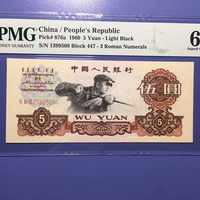 PMG
China / People's Republic
Pick# 876a 1960 5 Yuan - Light Black
S/N 1399508 Block 447 - 3 Roman Numerals
6
中国人民银行
伍圆
5
WU YUAN
5